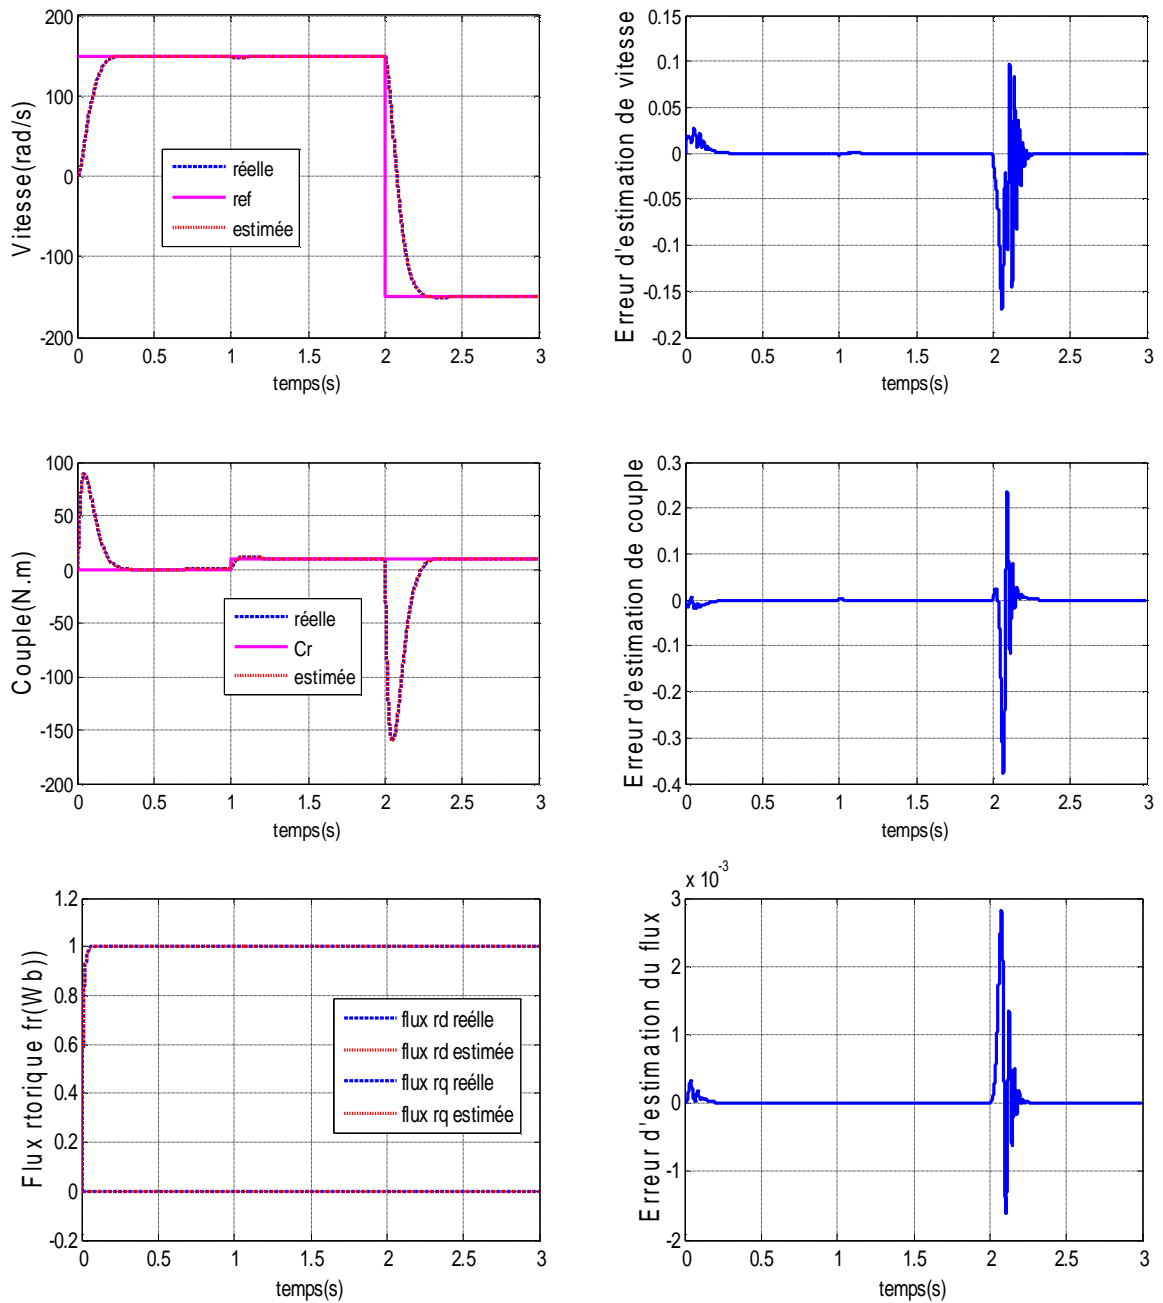 200
100
0
-100
-200
0 0.5 1 1.5 2 2.5 3
temps(s)
Vitesse(rad/s)
réelle
ref
estimée
0.15
0.1
0.05
0
-0.05
-0.1
-0.15
-0.2
0 0.5 1 1.5 2 2.5 3
temps(s)
Erreur d'estimation de vitesse
100
50
0
-50
-100
-150
-200
0 0.5 1 1.5 2 2.5 3
temps(s)
Couple(N.m)
réelle
Cr
estimée
0.3
0.2
0.1
0
-0.1
-0.2
-0.3
-0.4
0 0.5 1 1.5 2 2.5 3
temps(s)
Erreur d'estimation de couple
1.2
1
0.8
0.6
0.4
0.2
0
-0.2
0 0.5 1 1.5 2 2.5 3
temps(s)
Flux rtorique fr(Wb))
flux rd reélle
flux rd estimée
flux rq reélle
flux rq estimée
x 10^-3
3
2
1
0
-1
-2
0 0.5 1 1.5 2 2.5 3
temps(s)
Erreur d'estimation du flux